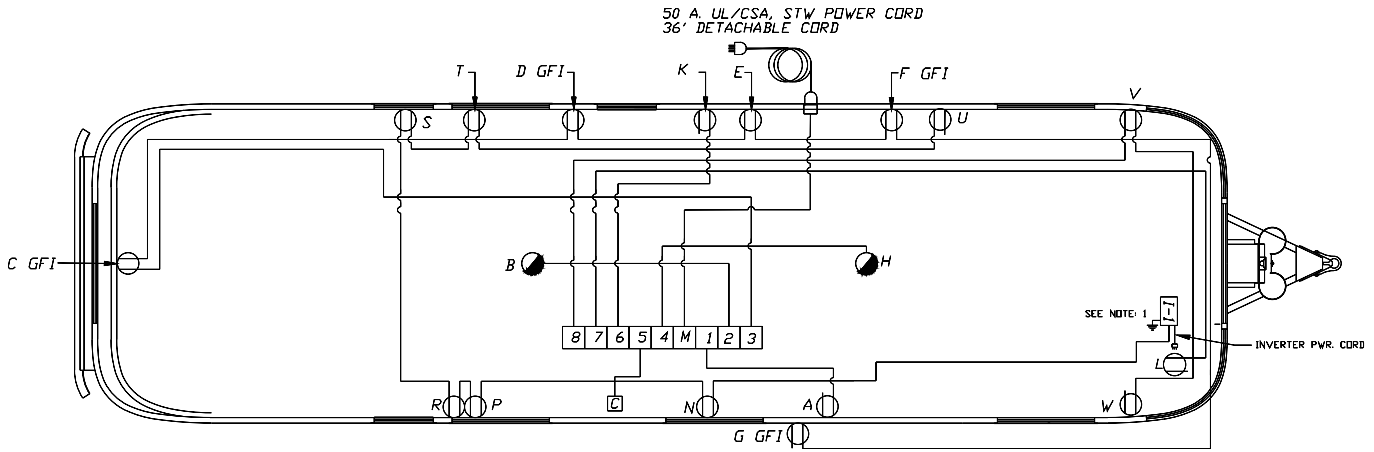 50 A. UL/CSA, STW POWER CORD
36' DETACHABLE CORD
T
D GFI
K
E
F GFI
V
S
U
C GFI
B
H
SEE NOTE: 1
I-I
INVERTER PWR. CORD
8 7 6 5 4 M 1 2 3
L
R
P
C
N
A
W
G GFI